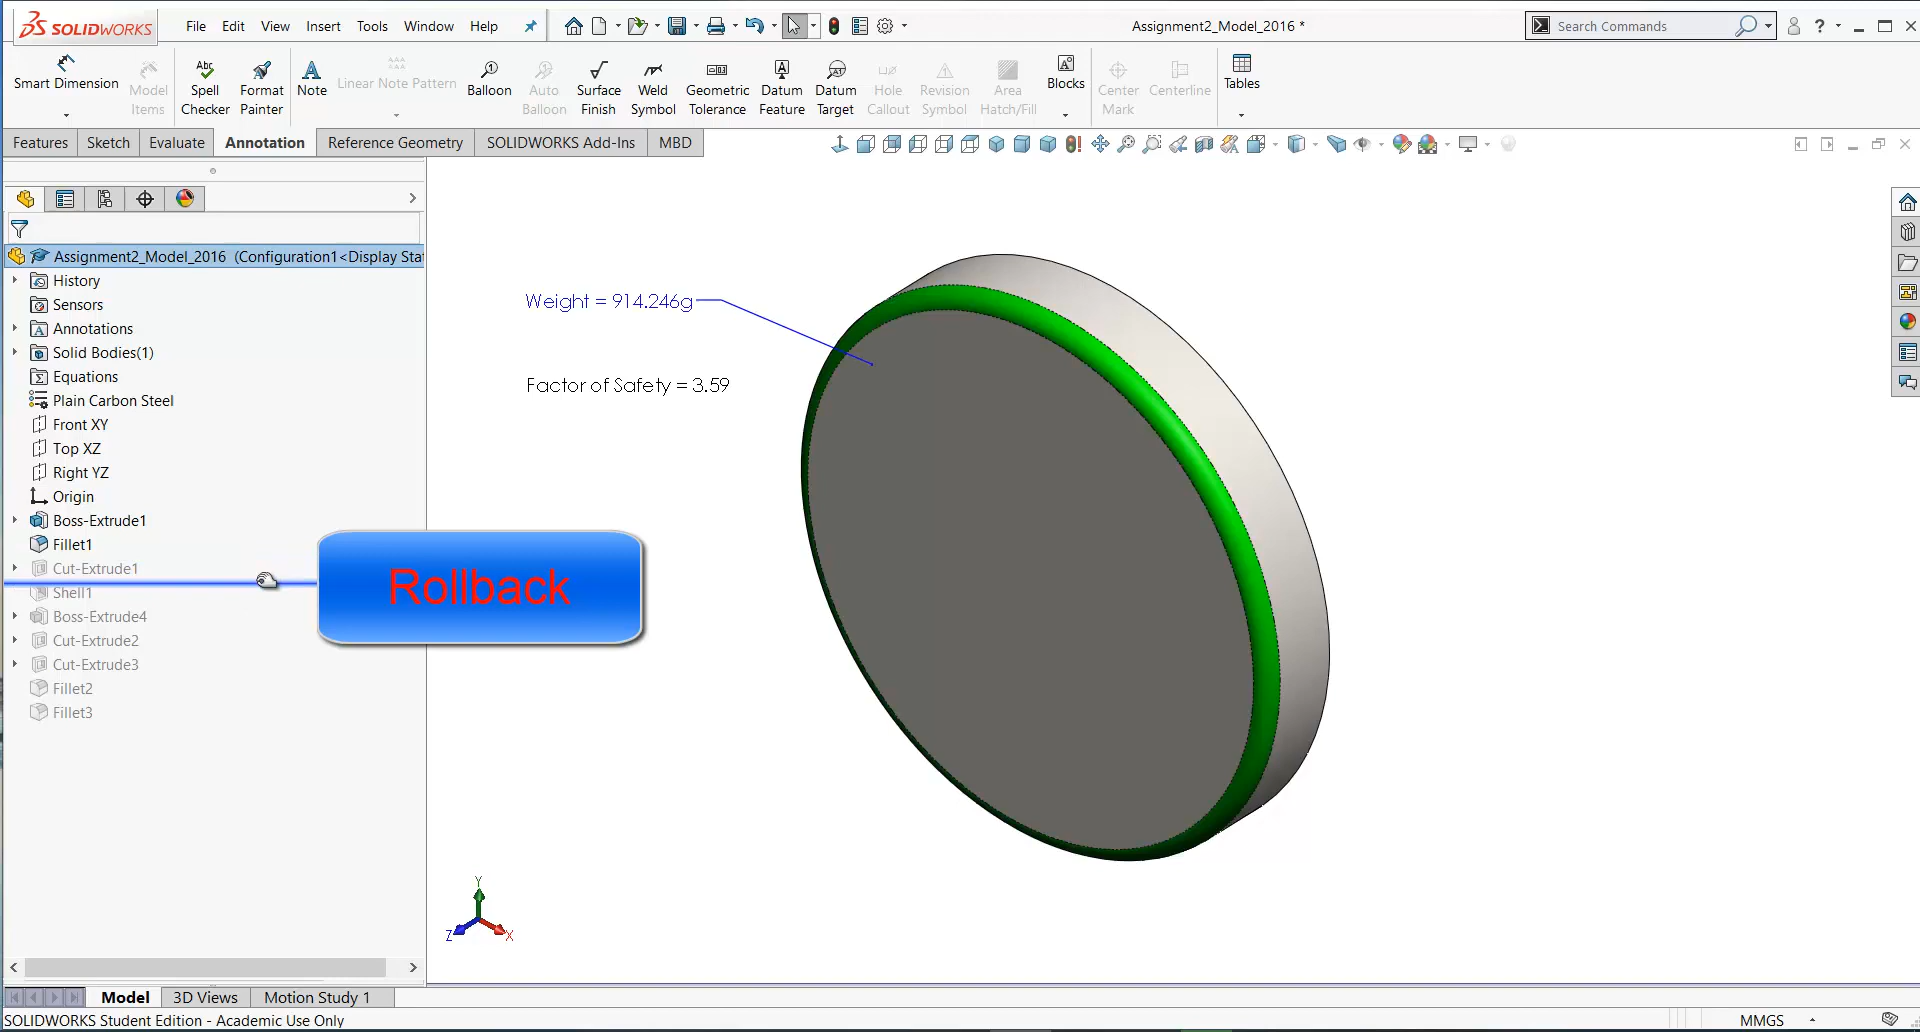 SOLIDWORKS File Edit View Insert Tools Window Help Assignment2_Model_2016 * Search Commands ?
Smart Dimension Model Items Spell Checker Format Painter Note Linear Note Pattern Balloon Auto Balloon Surface Finish Weld Symbol Geometric Tolerance Datum Feature Datum Target Hole Callout Revision Symbol Area Hatch/Fill Blocks Center Mark Centerline Tables
Features Sketch Evaluate Annotation Reference Geometry SOLIDWORKS Add-Ins MBD
Assignment2_Model_2016 (Configuration1<Display Sta
History
Sensors
Annotations
Solid Bodies(1)
Equations
Plain Carbon Steel
Front XY
Top XZ
Right YZ
Origin
Boss-Extrude1
Fillet1
Cut-Extrude1
Shell1
Boss-Extrude4
Cut-Extrude2
Cut-Extrude3
Fillet2
Fillet3
Weight = 914.246g
Factor of Safety = 3.59
Rollback
Y
Z X
Model 3D Views Motion Study 1
SOLIDWORKS Student Edition - Academic Use Only MMGS